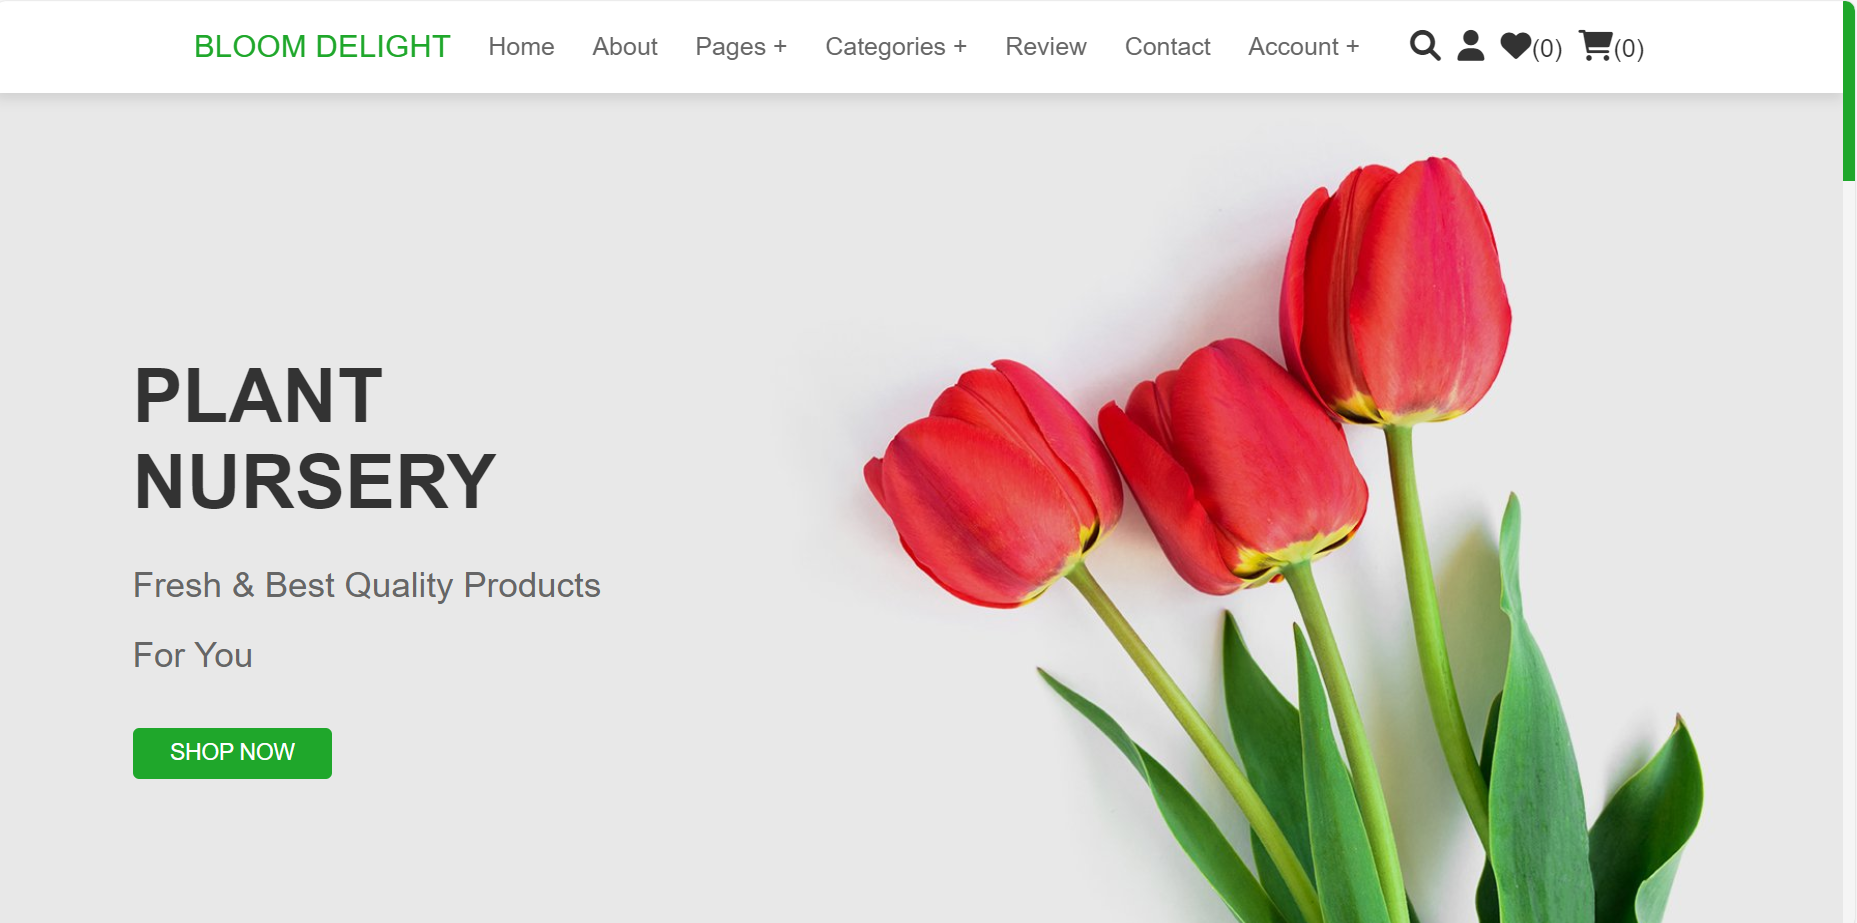 BLOOM DELIGHT Home About Pages + Categories + Review Contact Account + (0) (0)
PLANT
NURSERY
Fresh & Best Quality Products
For You
SHOP NOW